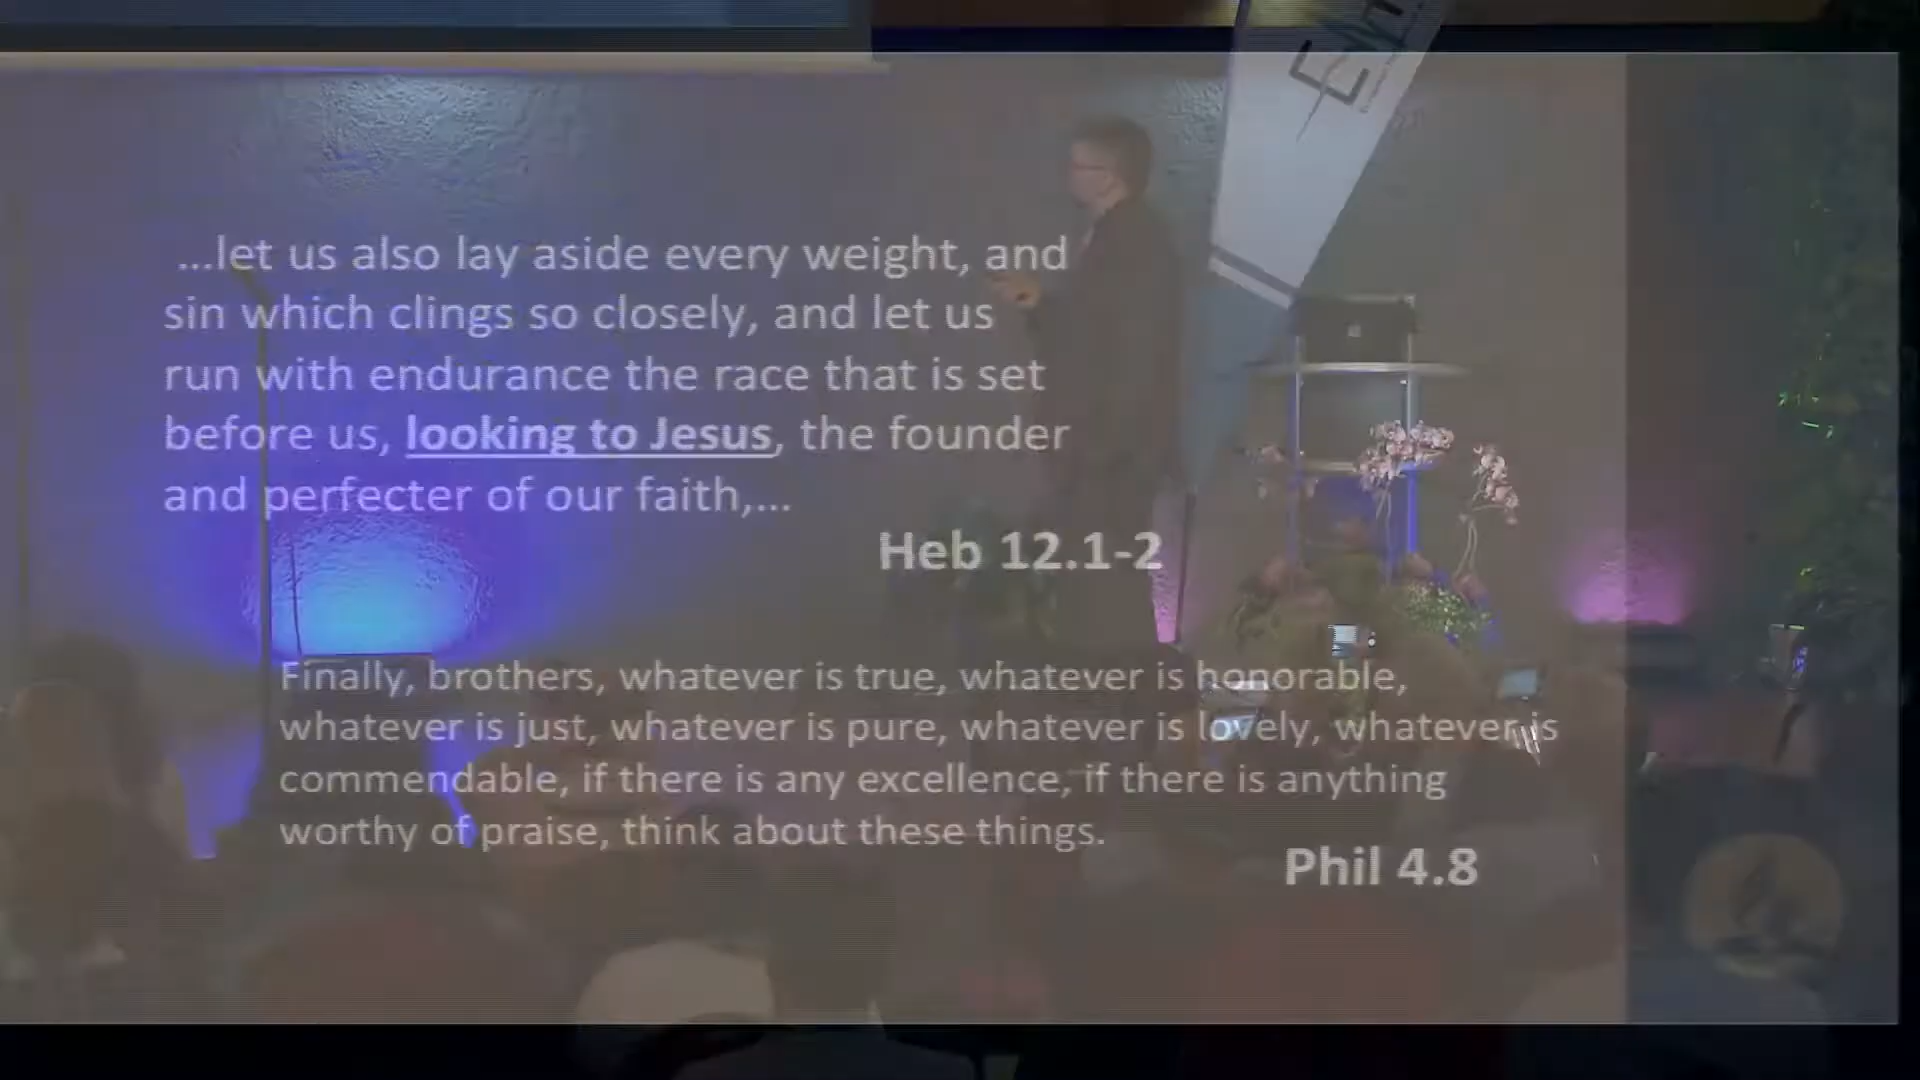 ...let us also lay aside every weight, and
sin which clings so closely, and let us
run with endurance the race that is set
before us, looking to Jesus, the founder
and perfecter of our faith,...
Heb 12.1-2
Finally, brothers, whatever is true, whatever is honorable,
whatever is just, whatever is pure, whatever is lovely, whatever is
commendable, if there is any excellence, if there is anything
worthy of praise, think about these things.
Phil 4.8